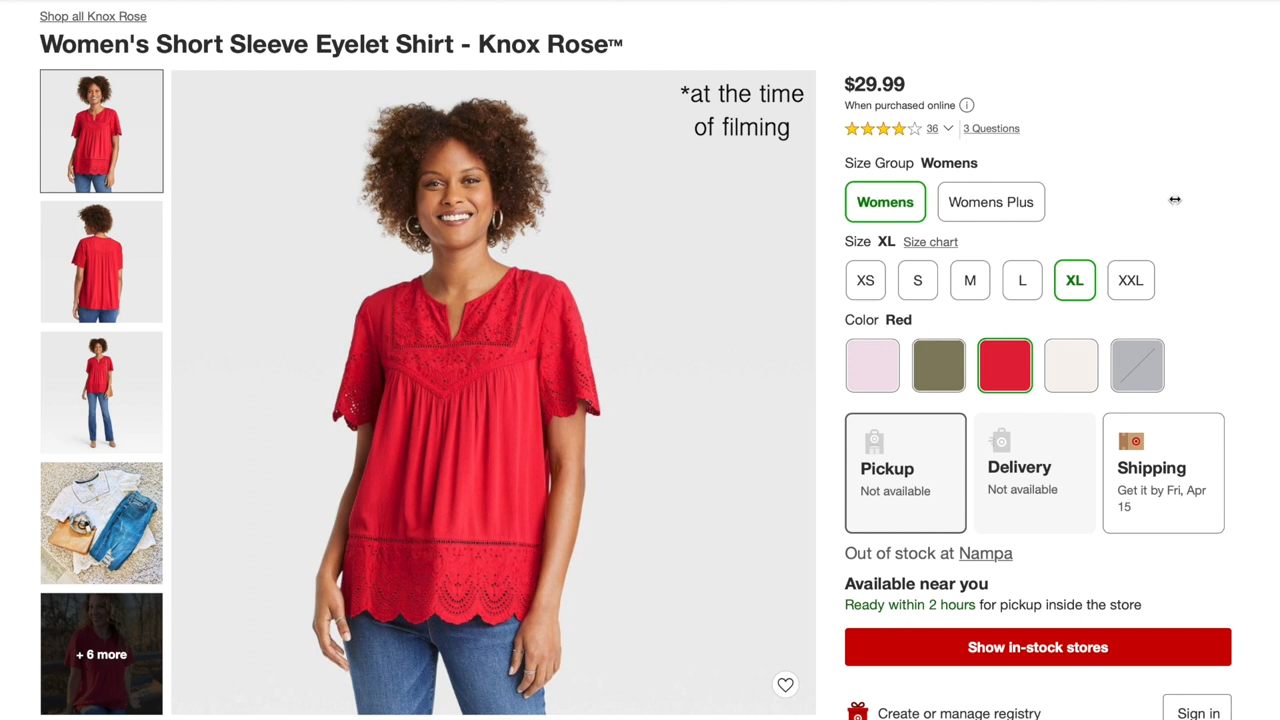 Shop all Knox Rose
Women's Short Sleeve Eyelet Shirt - Knox Rose™
+ 6 more
*at the time
of filming
$29.99
When purchased online
36
3 Questions
Size Group Womens
Womens
Womens Plus
Size XL Size chart
XS
S
M
L
XL
XXL
Color Red
Pickup
Not available
Delivery
Not available
Shipping
Get it by Fri, Apr
15
Out of stock at Nampa
Available near you
Ready within 2 hours for pickup inside the store
Show in-stock stores
Create or manage registry
Sign in